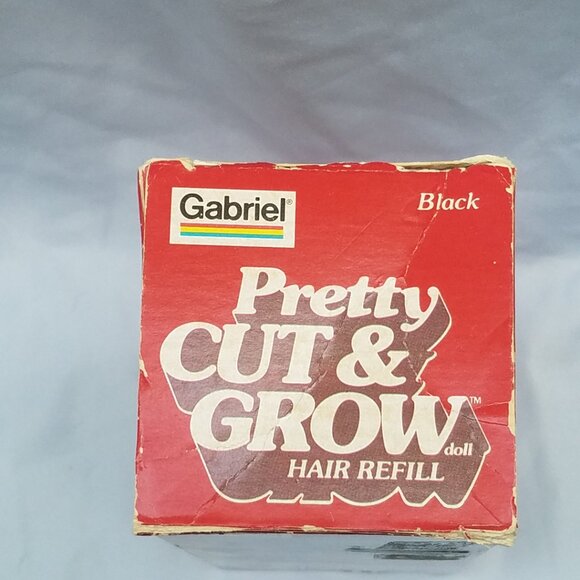 Gabriel®
Black
Pretty
CUT &
GROW™
doll
HAIR REFILL